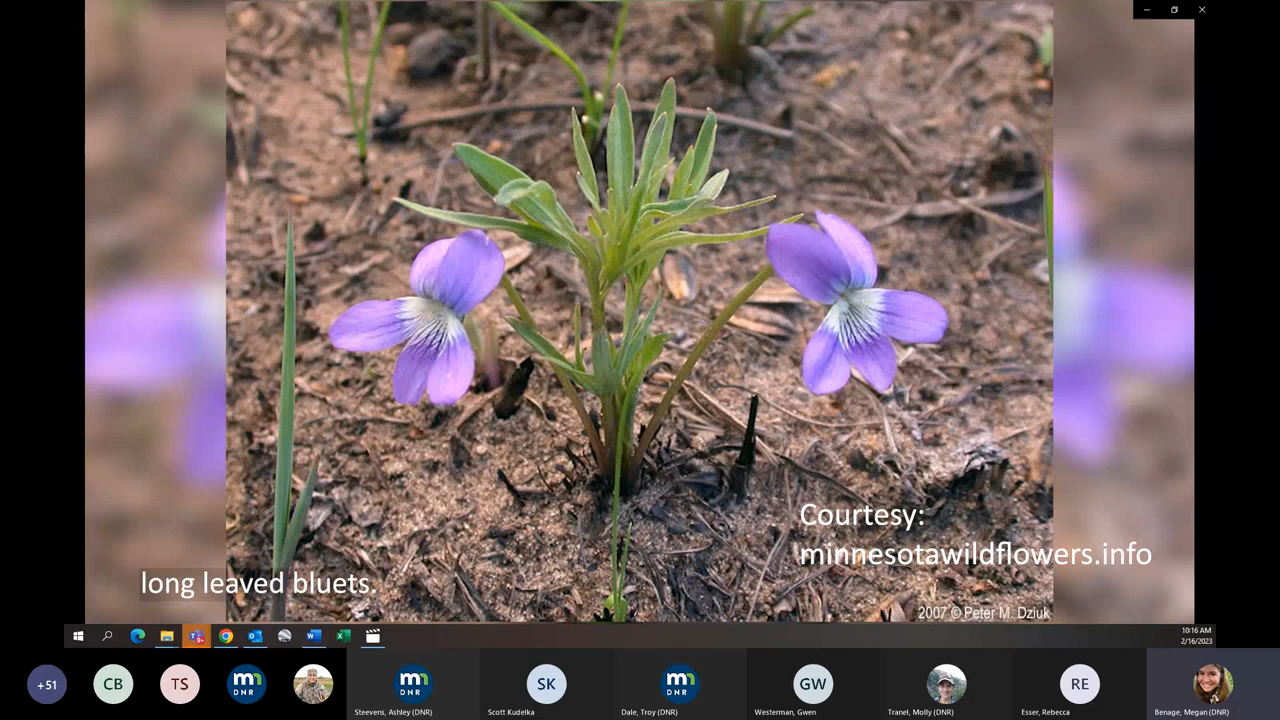 Courtesy:
minnesotawildflowers.info
long leaved bluets.
2007 © Peter M. Dziuk
10:16 AM
2/16/2023
+51
CB
TS
DNR
DNR
SK
DNR
GW
RE
Steevens, Ashley (DNR)
Scott Kudelka
Dale, Troy (DNR)
Westerman, Gwen
Tranel, Molly (DNR)
Esser, Rebecca
Benage, Megan (DNR)